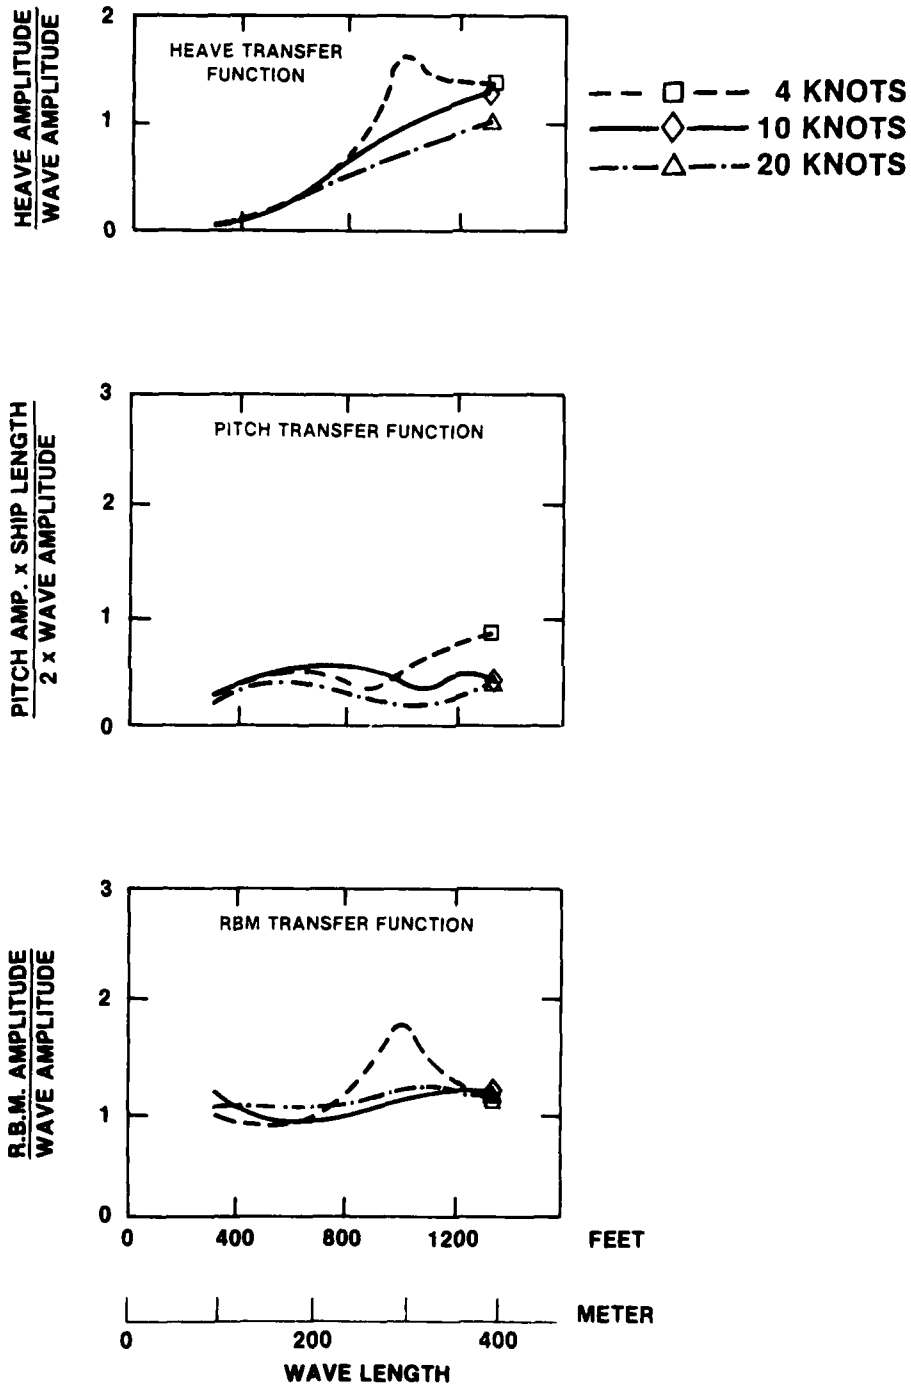 HEAVE AMPLITUDE
WAVE AMPLITUDE
2
1
0
HEAVE TRANSFER
FUNCTION
4 KNOTS
10 KNOTS
20 KNOTS
PITCH AMP. x SHIP LENGTH
2 x WAVE AMPLITUDE
3
2
1
0
PITCH TRANSFER FUNCTION
R.B.M. AMPLITUDE
WAVE AMPLITUDE
3
2
1
0
RBM TRANSFER FUNCTION
0 400 800 1200 FEET
METER
0 200 400
WAVE LENGTH